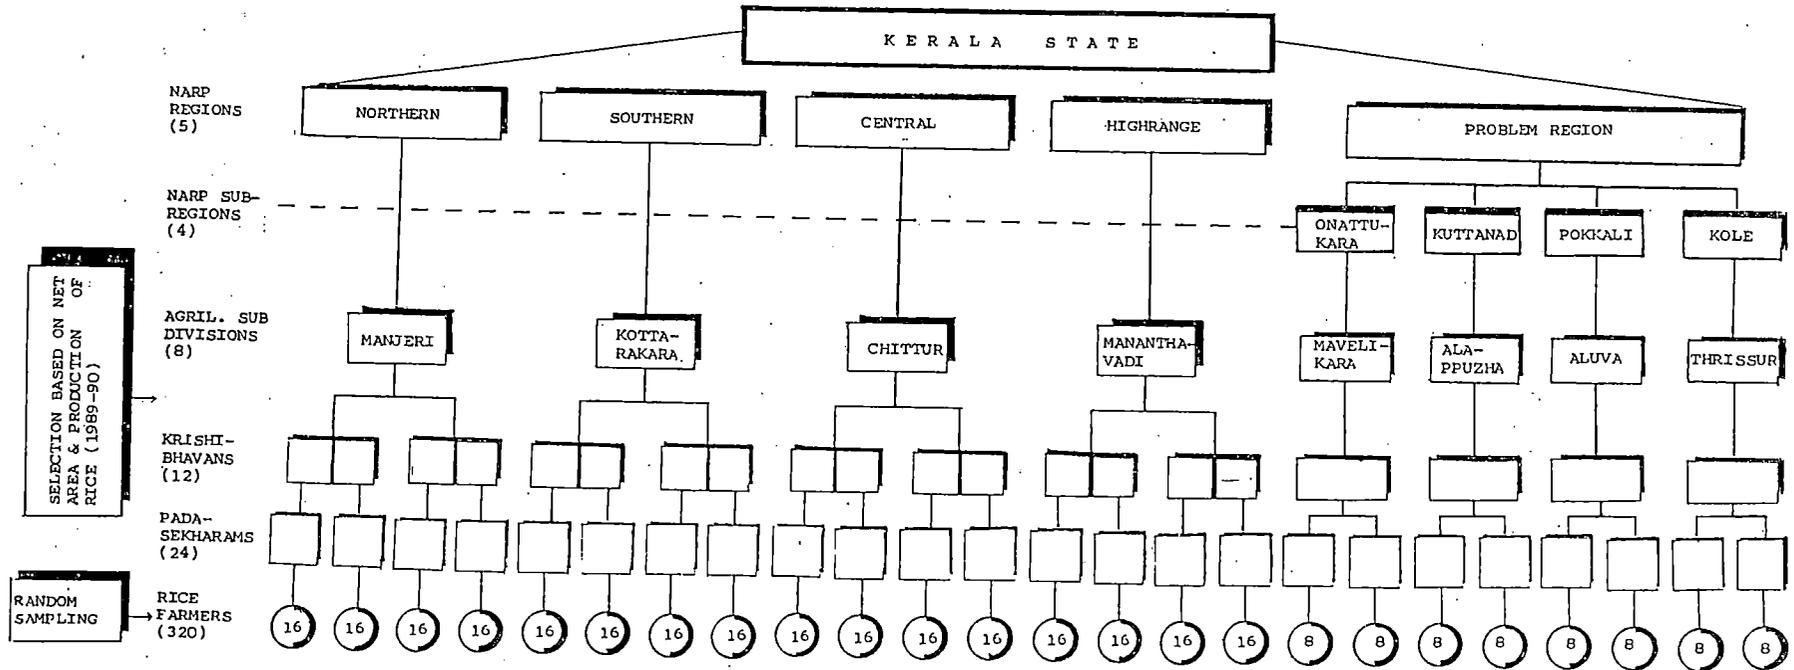 KERALA STATE
NARP
REGIONS
(5)
NORTHERN
SOUTHERN
CENTRAL
HIGHRANGE
PROBLEM REGION
NARP SUB-
REGIONS
(4)
ONATTU-
KARA
KUTTANAD
POKKALI
KOLE
SELECTION BASED ON NET
AREA & PRODUCTION OF
RICE (1989-90)
AGRIL. SUB
DIVISIONS
(8)
MANJERI
KOTTA-
RAKARA
CHITTUR
MANANTHA-
VADI
MAVELI-
KARA
ALA-
PPUZHA
ALUVA
THRISSUR
KRISHI-
BHAVANS
(12)
PADA-
SEKHARAMS
(24)
RANDOM
SAMPLING
RICE
FARMERS
(320)
16 16 16 16 16 16 16 16 16 16 16 16 16 16 16 16 8 8 8 8 8 8 8 8